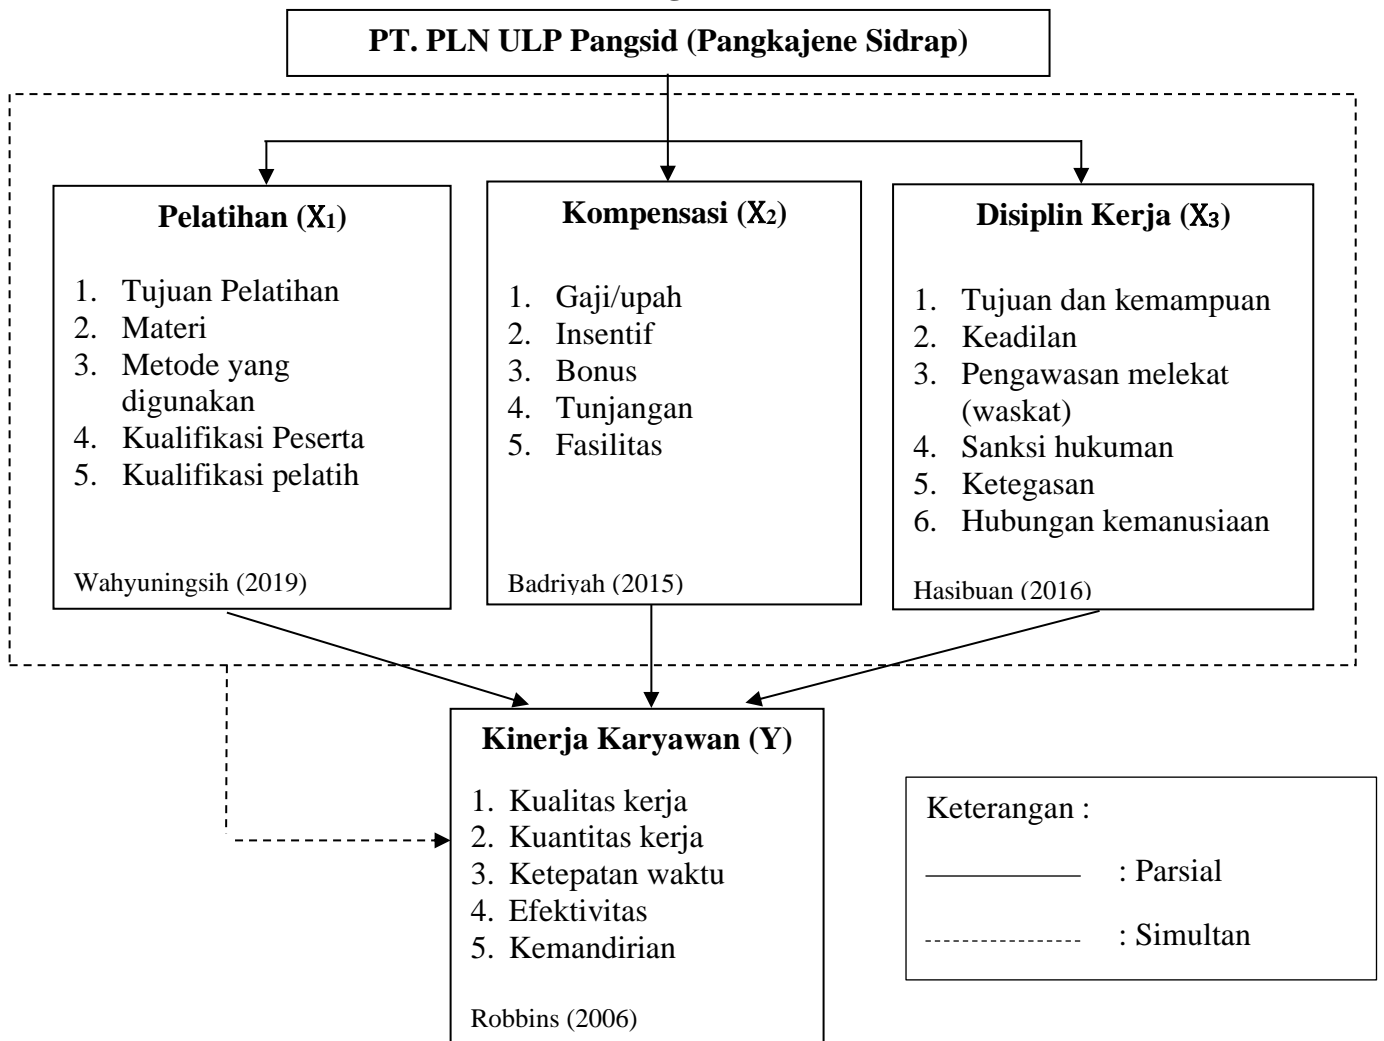 PT. PLN ULP Pangsid (Pangkajene Sidrap)
Pelatihan (X1)
1. Tujuan Pelatihan
2. Materi
3. Metode yang
digunakan
4. Kualifikasi Peserta
5. Kualifikasi pelatih
Wahyuningsih (2019)
Kompensasi (X2)
1. Gaji/upah
2. Insentif
3. Bonus
4. Tunjangan
5. Fasilitas
Badriyah (2015)
Disiplin Kerja (X3)
1. Tujuan dan kemampuan
2. Keadilan
3. Pengawasan melekat
(waskat)
4. Sanksi hukuman
5. Ketegasan
6. Hubungan kemanusiaan
Hasibuan (2016)
Kinerja Karyawan (Y)
1. Kualitas kerja
2. Kuantitas kerja
3. Ketepatan waktu
4. Efektivitas
5. Kemandirian
Robbins (2006)
Keterangan :
: Parsial
: Simultan